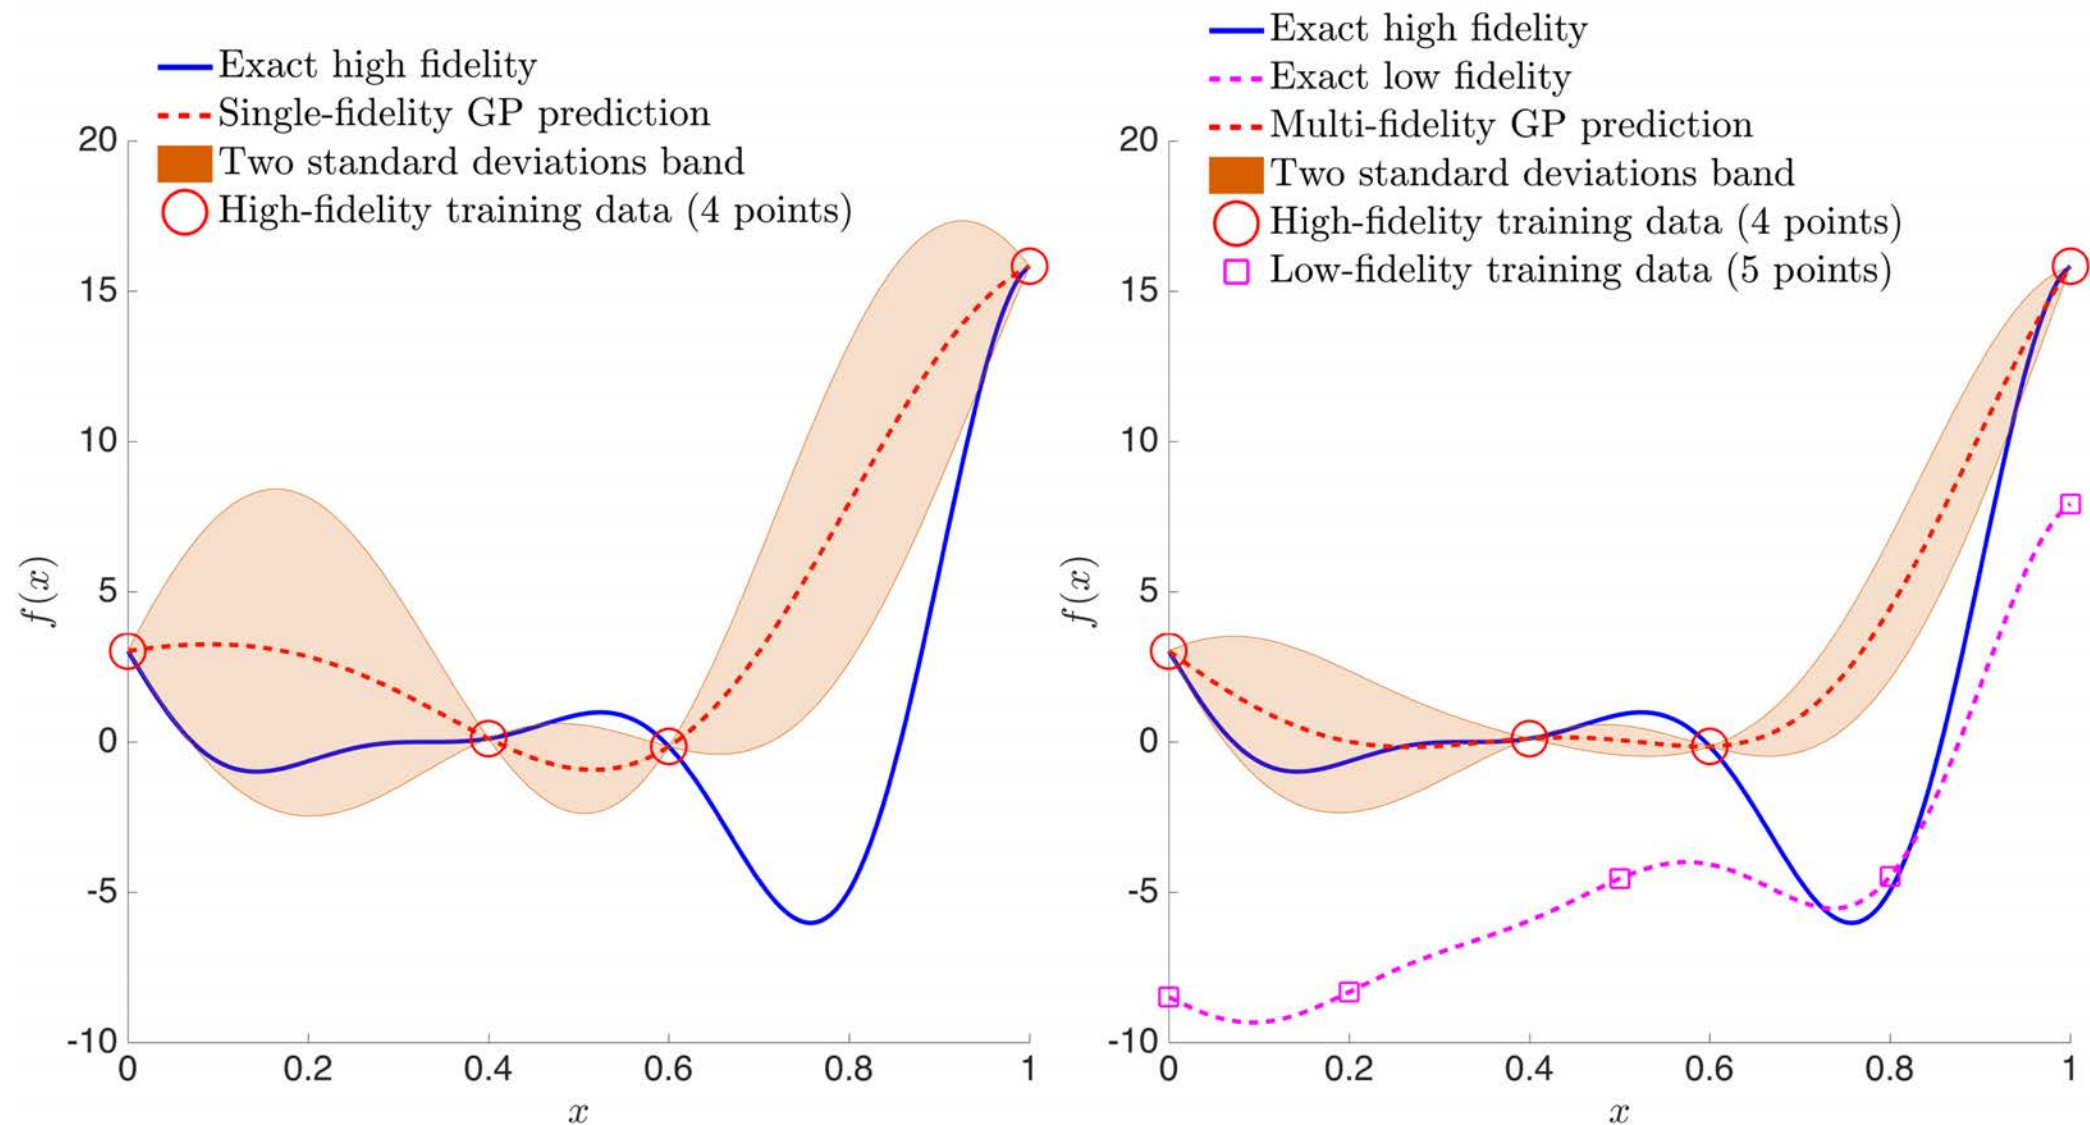 Exact high fidelity
Single-fidelity GP prediction
Two standard deviations band
High-fidelity training data (4 points)
20
15
10
5
0
-5
-10
f(x)
0 0.2 0.4 0.6 0.8 1
x
Exact high fidelity
Exact low fidelity
Multi-fidelity GP prediction
Two standard deviations band
High-fidelity training data (4 points)
Low-fidelity training data (5 points)
20
15
10
5
0
-5
-10
f(x)
0 0.2 0.4 0.6 0.8 1
x